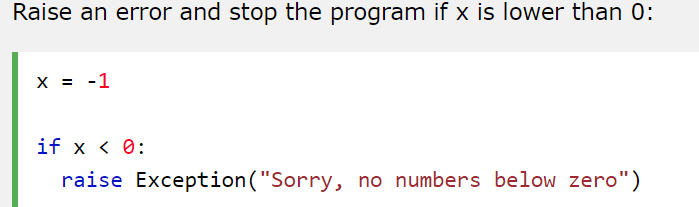 Raise an error and stop the program if x is lower than 0:
x = -1
if x < 0:
  raise Exception("Sorry, no numbers below zero")